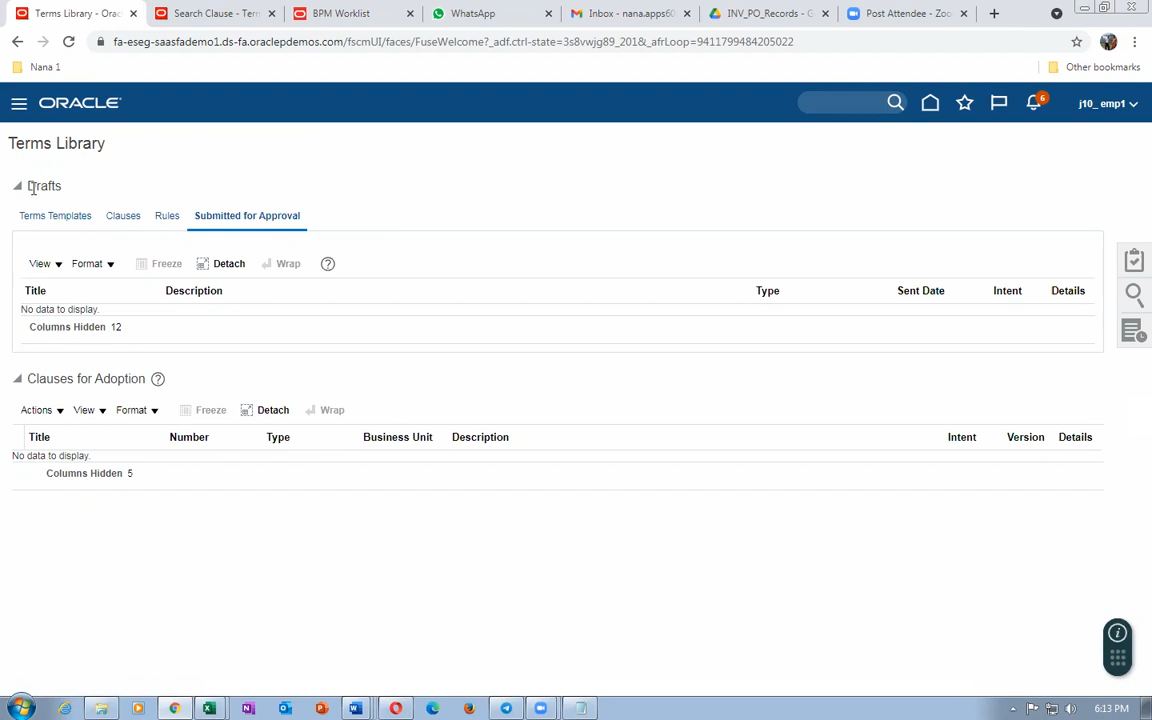 Terms Library - Orac
Search Clause - Tern
BPM Worklist
WhatsApp
Inbox - nana.apps60
INV_PO_Records - G
Post Attendee - Zoo
fa-eseg-saasfademo1.ds-fa.oraclepdemos.com/fscmUI/faces/FuseWelcome?_adf.ctrl-state=3s8vwjg89_201&_afrLoop=9411799484205022
Nana 1
Other bookmarks
ORACLE
6
j10_ emp1
Terms Library
Drafts
Terms Templates Clauses Rules Submitted for Approval
View Format Freeze Detach Wrap
Title Description Type Sent Date Intent Details
No data to display.
Columns Hidden 12
Clauses for Adoption
Actions View Format Freeze Detach Wrap
Title Number Type Business Unit Description Intent Version Details
No data to display.
Columns Hidden 5
6:13 PM